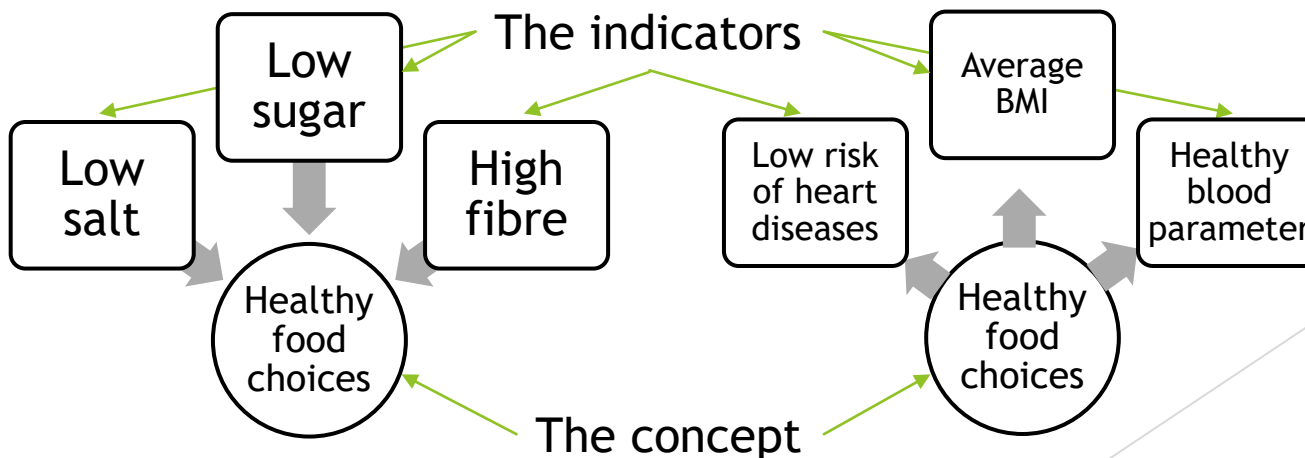 The indicators
Low
sugar
Average
BMI
Low
salt
High
fibre
Low risk
of heart
diseases
Healthy
blood
parameter
Healthy
food
choices
Healthy
food
choices
The concept